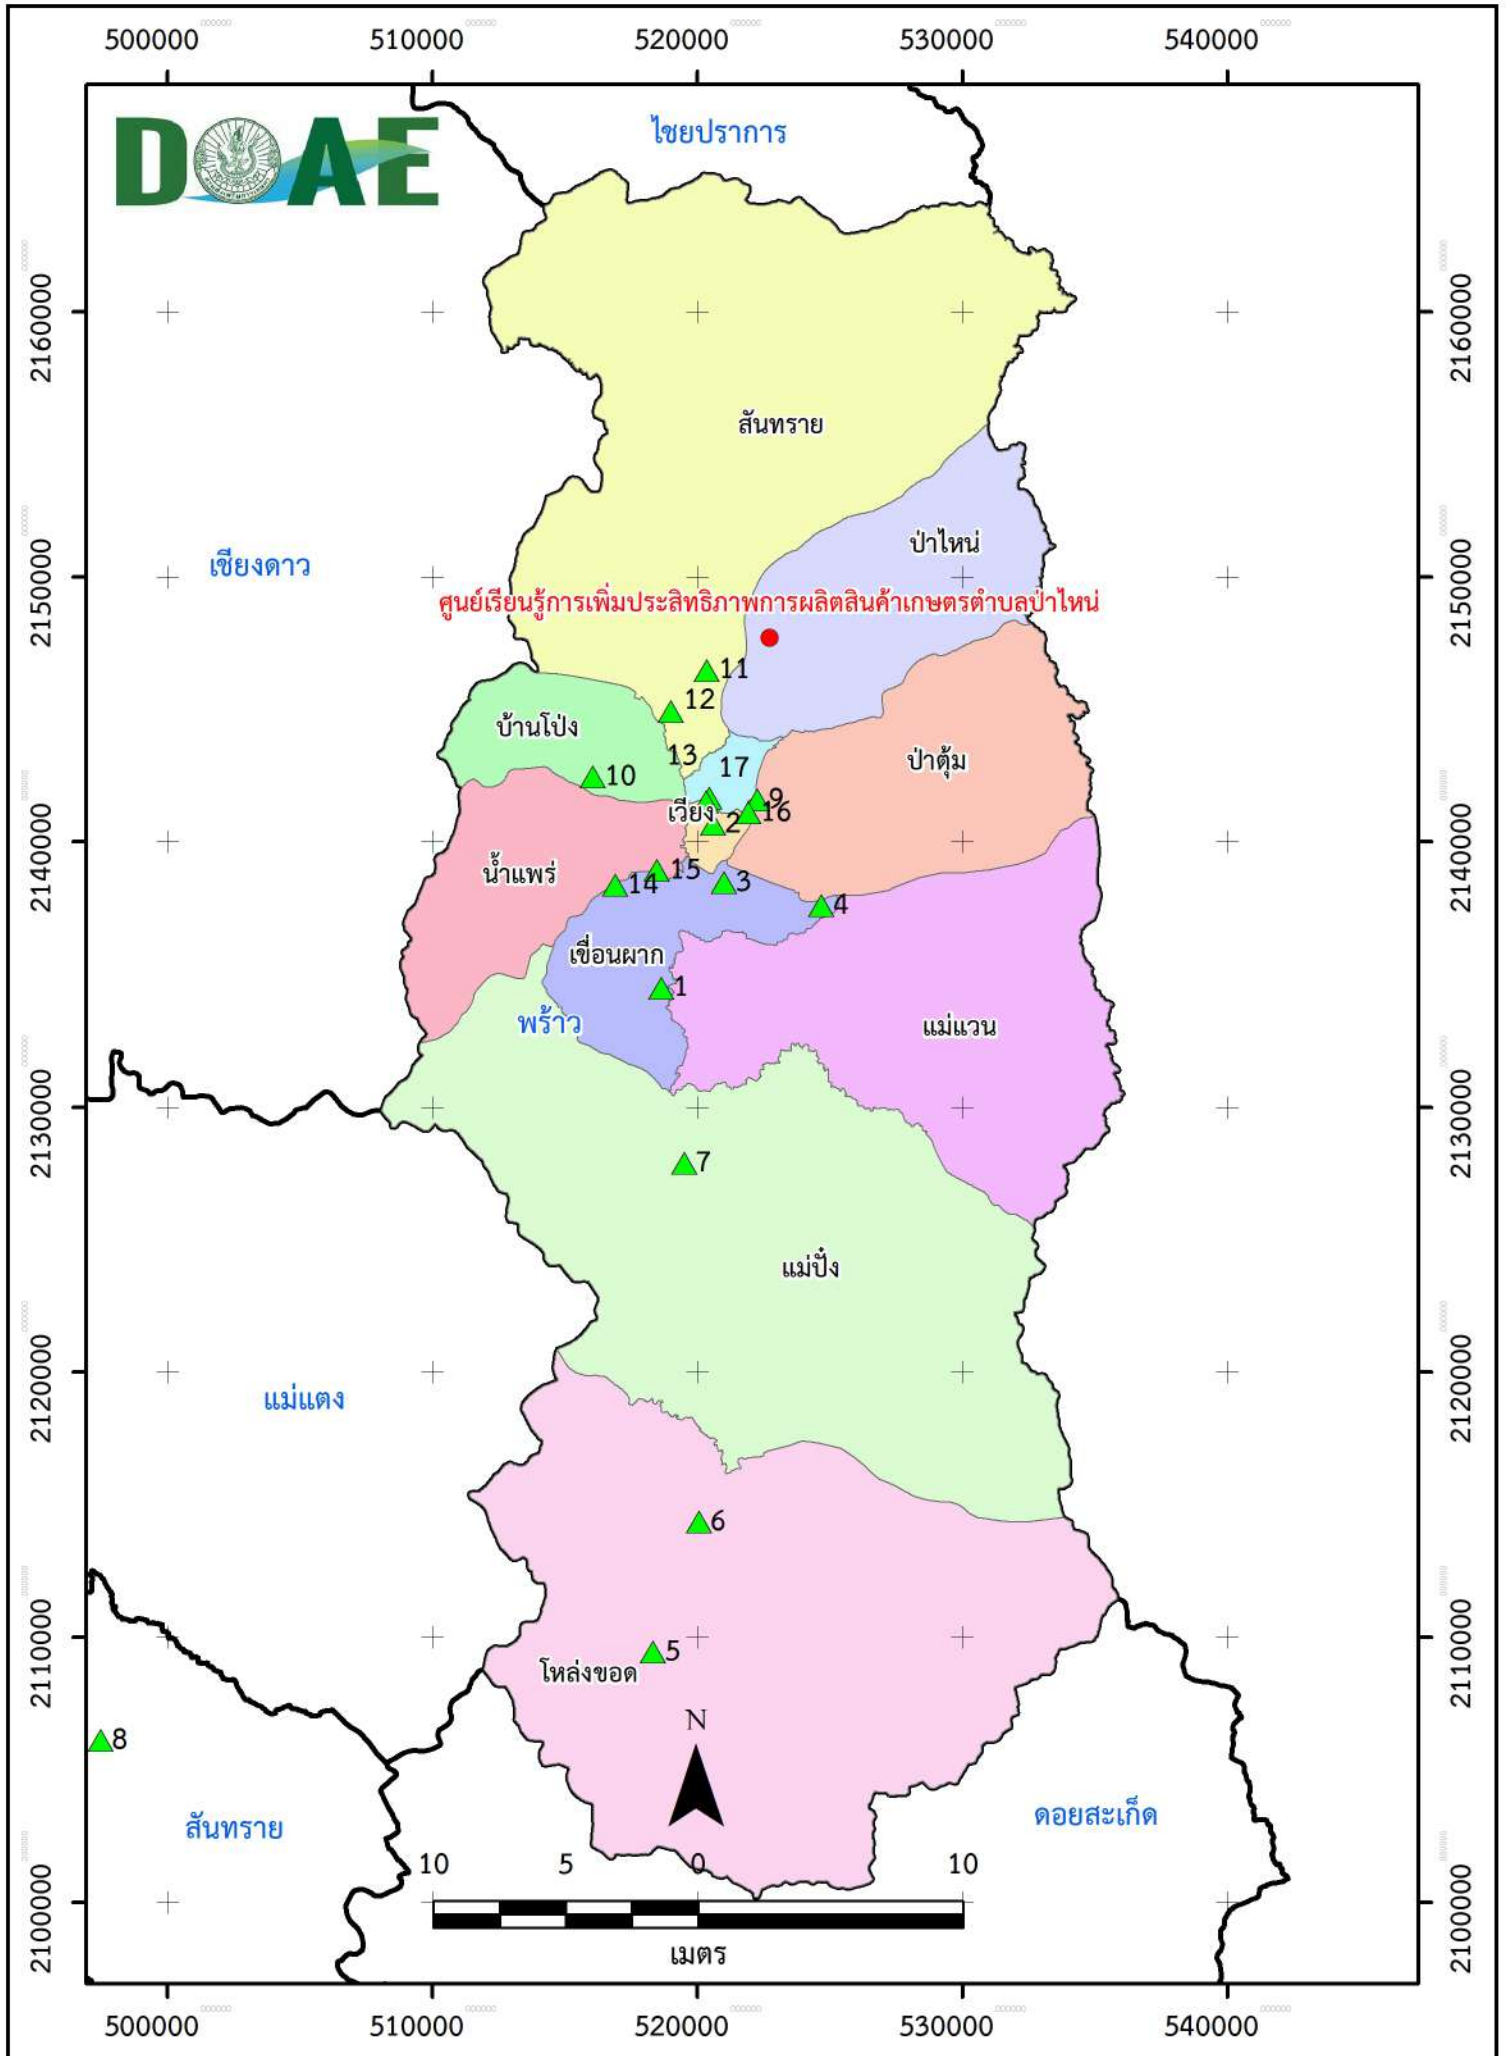 500000 510000 520000 530000 540000
DOAE
ไชยปราการ
2160000
2160000
สันทราย
ป่าไหน่
เชียงดาว
2150000
2150000
ศูนย์เรียนรู้การเพิ่มประสิทธิภาพการผลิตสินค้าเกษตรตำบลป่าไหน่
11
12
บ้านโป่ง
13
17
ป่าตุ้ม
10
9
เวียง
2
16
2140000
2140000
น้ำแพร่
15
14
3
4
เขื่อนผาก
1
พร้าว
แม่แวน
2130000
2130000
7
แม่ปั๋ง
2120000
2120000
แม่แตง
6
2110000
2110000
5
โหล่งขอด
N
8
สันทราย
ดอยสะเก็ด
10 5 0 10
2100000
2100000
เมตร
500000 510000 520000 530000 540000